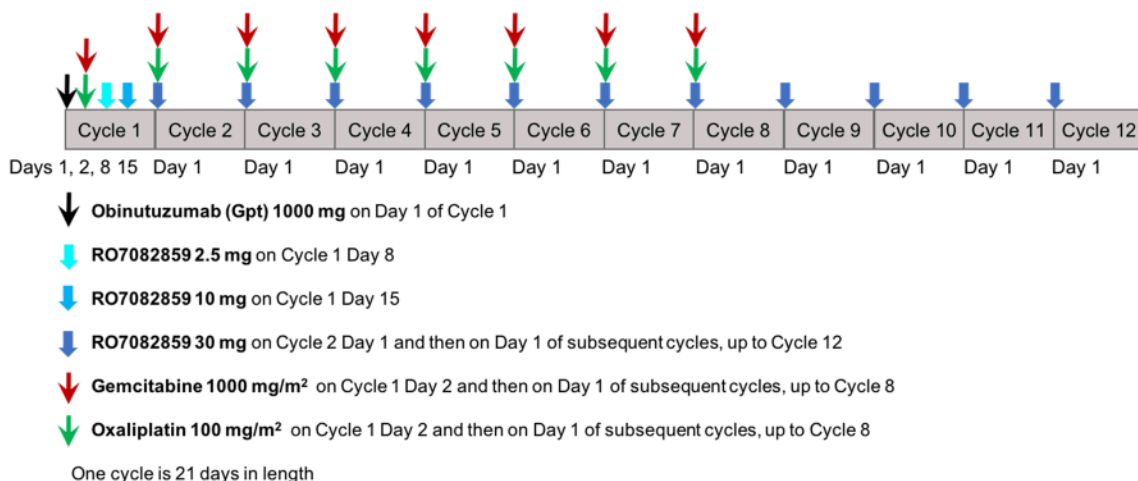 Cycle 1 Cycle 2 Cycle 3 Cycle 4 Cycle 5 Cycle 6 Cycle 7 Cycle 8 Cycle 9 Cycle 10 Cycle 11 Cycle 12
Days 1, 2, 8 15 Day 1 Day 1 Day 1 Day 1 Day 1 Day 1 Day 1 Day 1 Day 1 Day 1 Day 1
Obinutuzumab (Gpt) 1000 mg on Day 1 of Cycle 1
RO7082859 2.5 mg on Cycle 1 Day 8
RO7082859 10 mg on Cycle 1 Day 15
RO7082859 30 mg on Cycle 2 Day 1 and then on Day 1 of subsequent cycles, up to Cycle 12
Gemcitabine 1000 mg/m² on Cycle 1 Day 2 and then on Day 1 of subsequent cycles, up to Cycle 8
Oxaliplatin 100 mg/m² on Cycle 1 Day 2 and then on Day 1 of subsequent cycles, up to Cycle 8
One cycle is 21 days in length